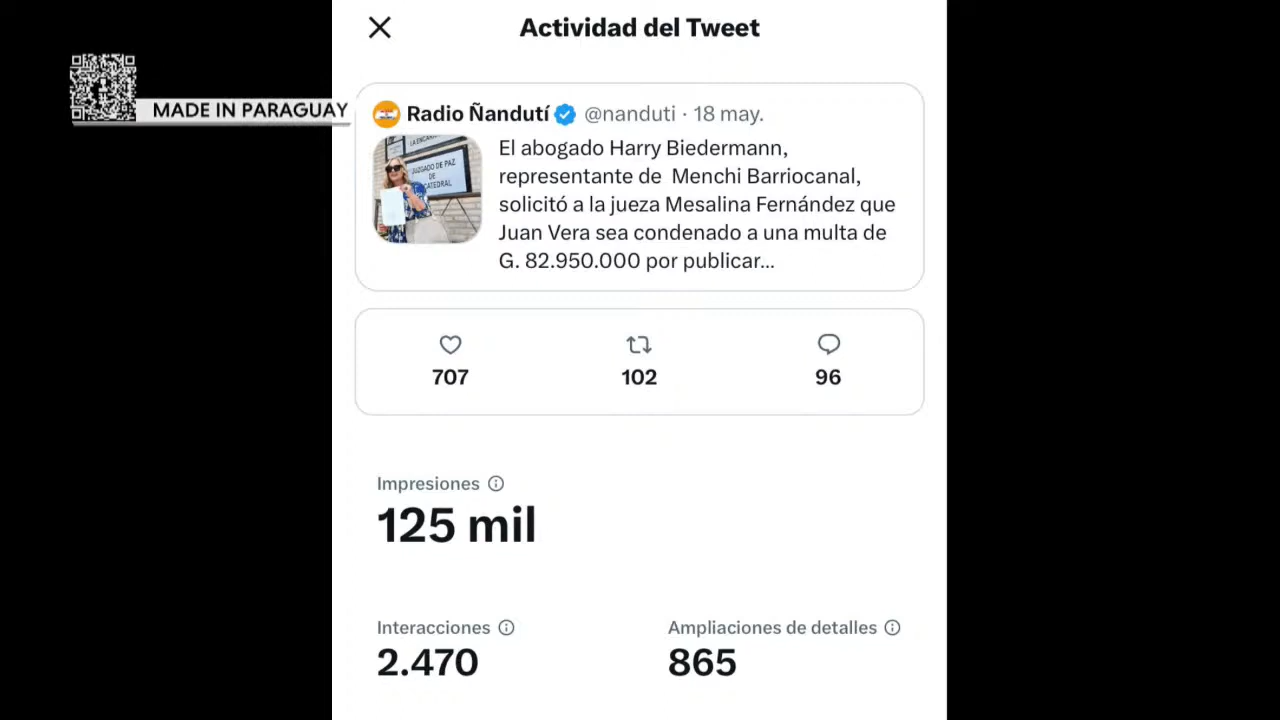 Actividad del Tweet
MADE IN PARAGUAY
Radio Ñandutí @nanduti · 18 may.
El abogado Harry Biedermann,
representante de Menchi Barriocanal,
solicitó a la jueza Mesalina Fernández que
Juan Vera sea condenado a una multa de
G. 82.950.000 por publicar...
JUZGADO DE PAZ
DE
CATEDRAL
707
102
96
Impresiones
125 mil
Interacciones
2.470
Ampliaciones de detalles
865